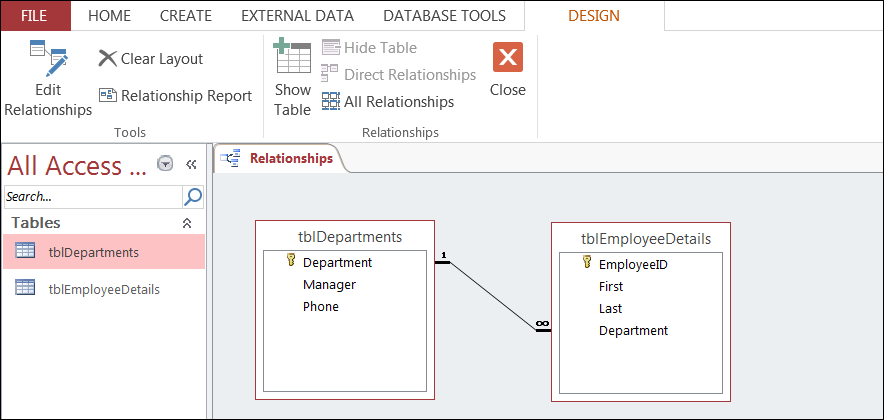 FILE HOME CREATE EXTERNAL DATA DATABASE TOOLS DESIGN
Edit Relationships
Clear Layout
Relationship Report
Tools
Show Table
Hide Table
Direct Relationships
All Relationships
Close
Relationships
All Access ...
Search...
Tables
tblDepartments
tblEmployeeDetails
Relationships
tblDepartments
Department
Manager
Phone
1
∞
tblEmployeeDetails
EmployeeID
First
Last
Department